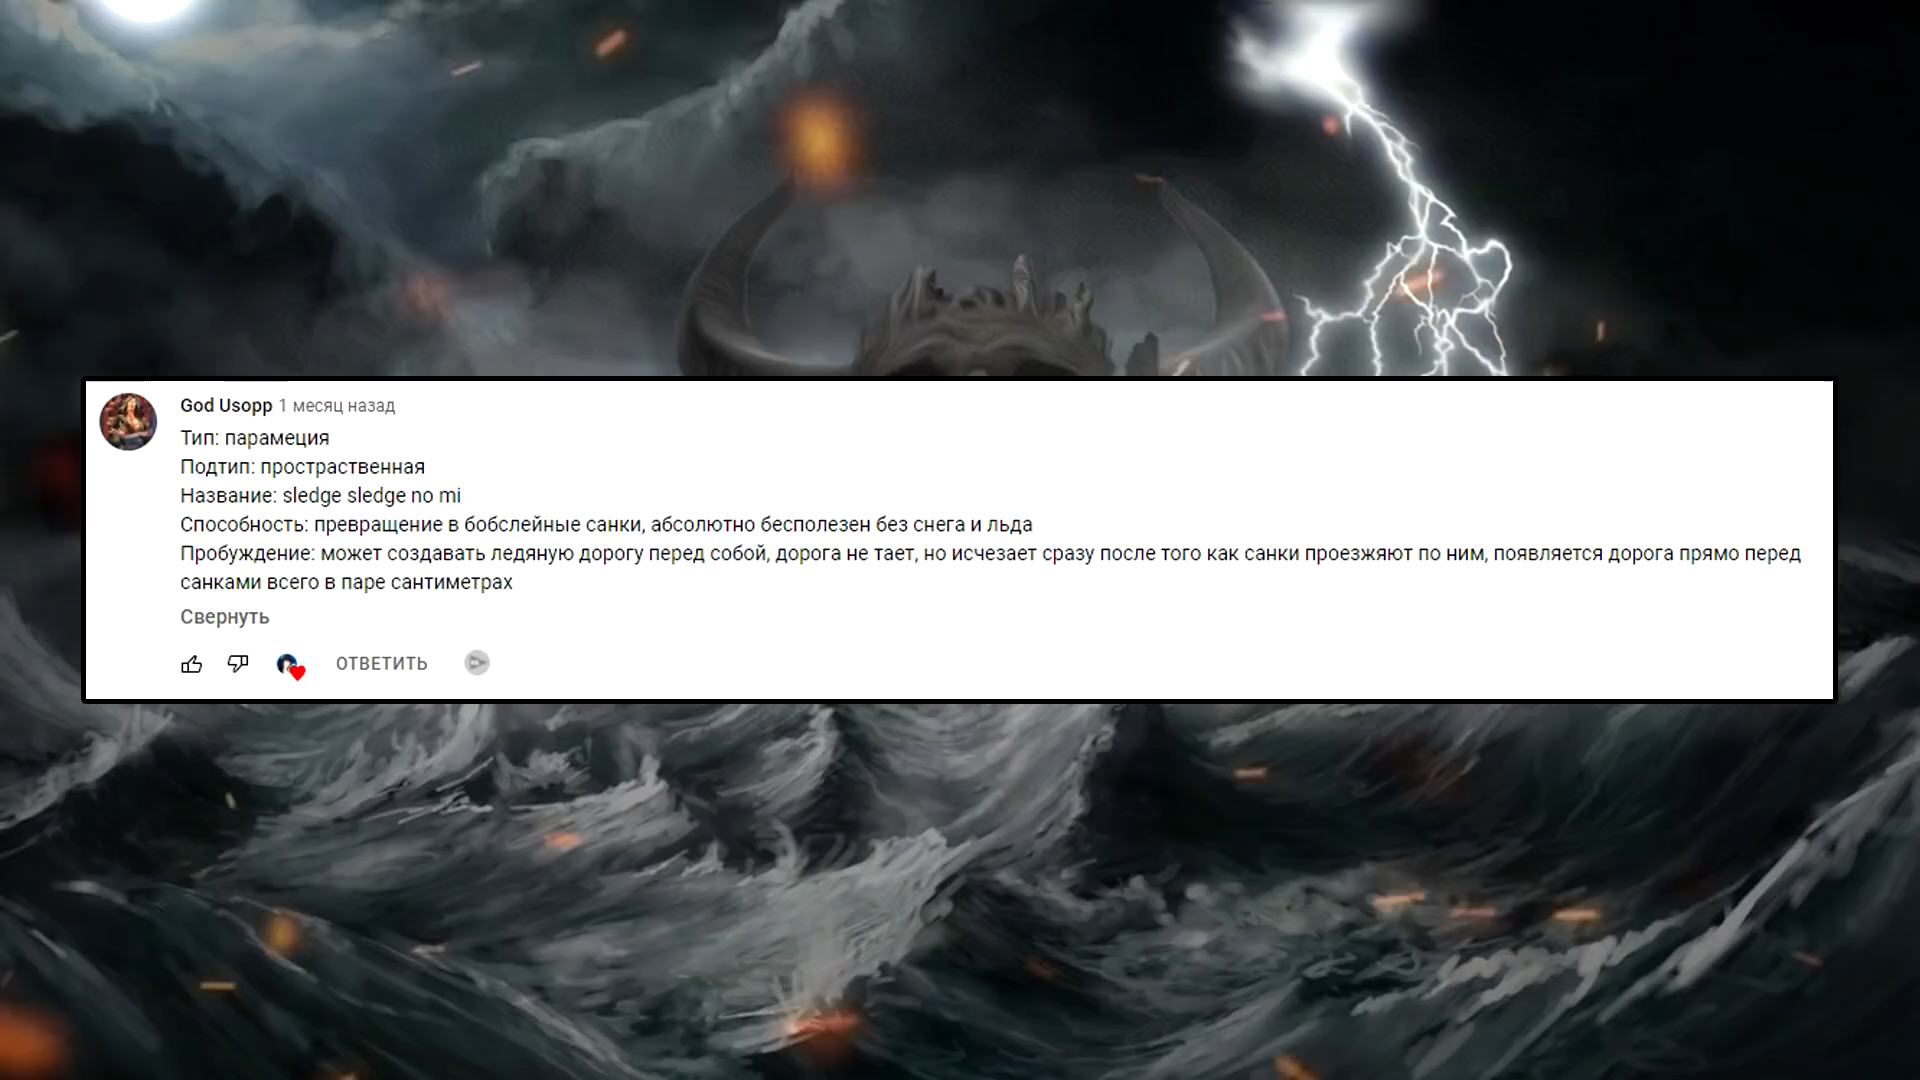 God Usopp 1 месяц назад
Тип: парамеция
Подтип: простраственная
Название: sledge sledge no mi
Способность: превращение в бобслейные санки, абсолютно бесполезен без снега и льда
Пробуждение: может создавать ледяную дорогу перед собой, дорога не тает, но исчезает сразу после того как санки проезжяют по ним, появляется дорога прямо перед
санками всего в паре сантиметрах
Свернуть
ОТВЕТИТЬ